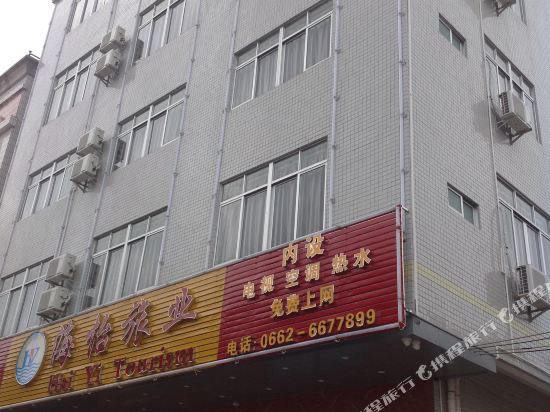 海怡旅业
Hai Yi Tourism
内设
电视 空调 热水
免费上网
电话: 0662-6677899
携程旅行
携程旅行